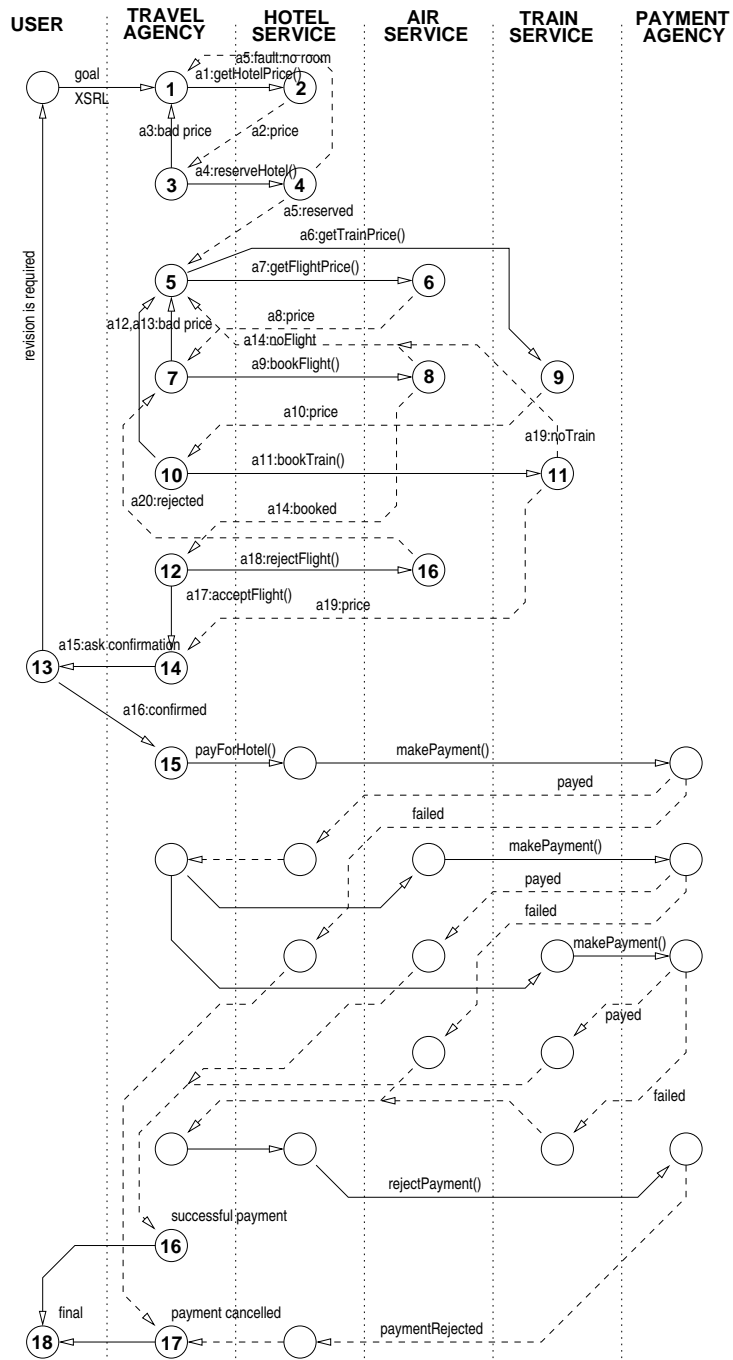 USER
TRAVEL AGENCY
HOTEL SERVICE
AIR SERVICE
TRAIN SERVICE
PAYMENT AGENCY
a5:fault:no room
goal
a1:getHotelPrice()
1
2
XSRL
a3:bad price
a2:price
a4:reserveHotel()
3
4
a5:reserved
a6:getTrainPrice()
a7:getFlightPrice()
5
6
revision is required
a12,a13:bad price
a8:price
a14:noFlight
a9:bookFlight()
7
8
9
a10:price
a19:noTrain
a11:bookTrain()
10
11
a20:rejected
a14:booked
a18:rejectFlight()
12
16
a17:acceptFlight()
a19:price
a15:ask confirmation
13
14
a16:confirmed
payForHotel()
makePayment()
15
payed
failed
makePayment()
payed
failed
makePayment()
payed
failed
rejectPayment()
successful payment
16
final
payment cancelled
paymentRejected
18
17